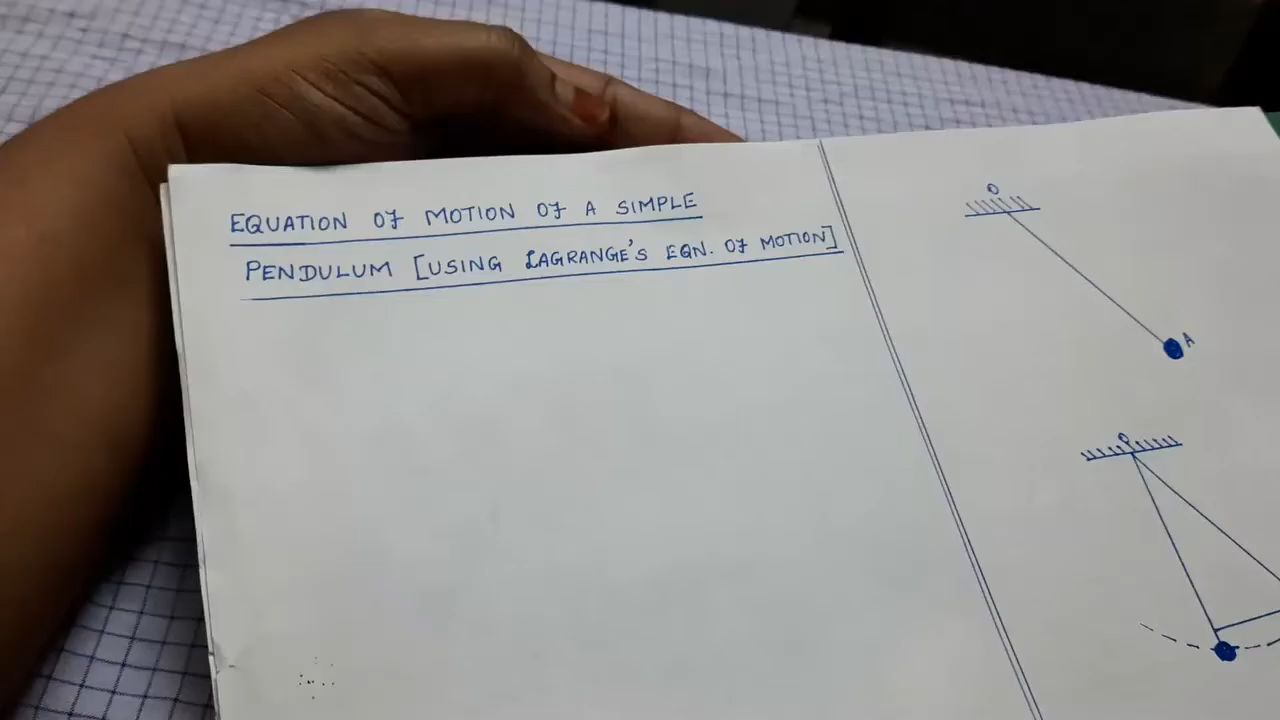 EQUATION OF MOTION OF A SIMPLE
PENDULUM [USING LAGRANGE'S EQN. OF MOTION]
O
A
O